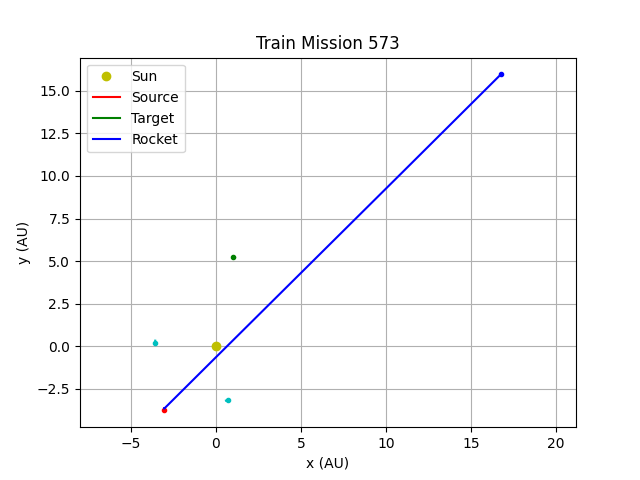 Train Mission 573
Sun
Source
Target
Rocket
15.0
12.5
10.0
7.5
5.0
2.5
0.0
−2.5
y (AU)
−5 0 5 10 15 20
x (AU)